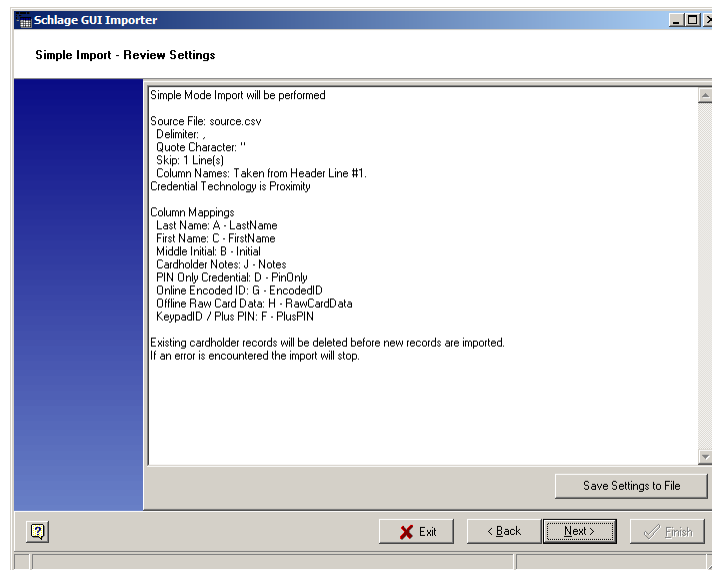 Schlage GUI Importer
Simple Import - Review Settings
Simple Mode Import will be performed
Source File: source.csv
Delimiter: ,
Quote Character: "
Skip: 1 Line(s)
Column Names: Taken from Header Line #1.
Credential Technology is Proximity
Column Mappings
Last Name: A - LastName
First Name: C - FirstName
Middle Initial: B - Initial
Cardholder Notes: J - Notes
PIN Only Credential: D - PinOnly
Online Encoded ID: G - EncodedID
Offline Raw Card Data: H - RawCardData
KeypadID / Plus PIN: F - PlusPIN
Existing cardholder records will be deleted before new records are imported.
If an error is encountered the import will stop.
Save Settings to File
Exit
< Back
Next >
Finish